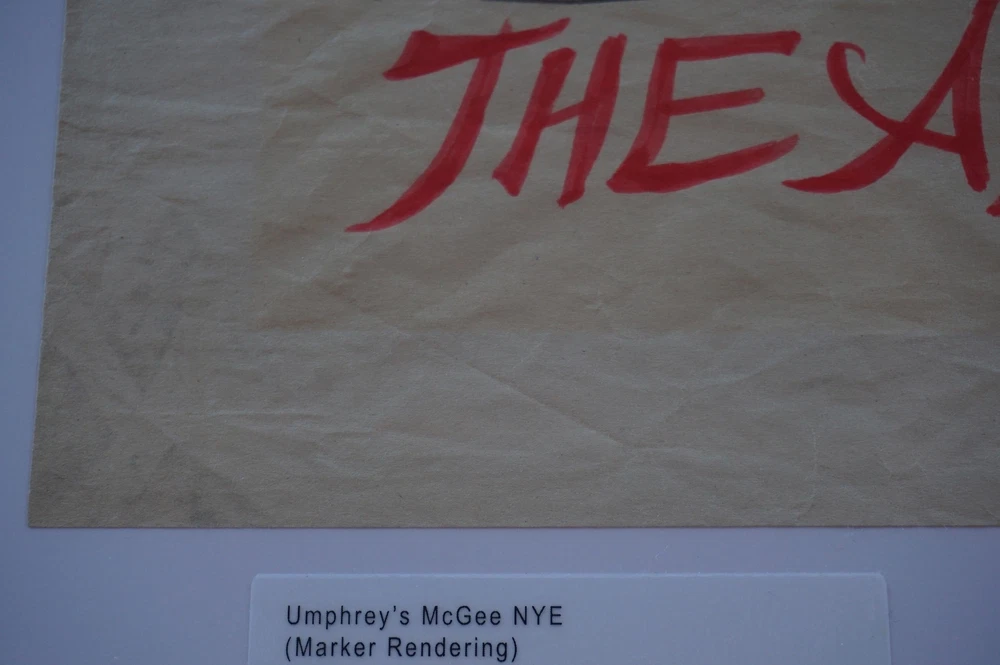 THE A
Umphrey's McGee NYE
(Marker Rendering)